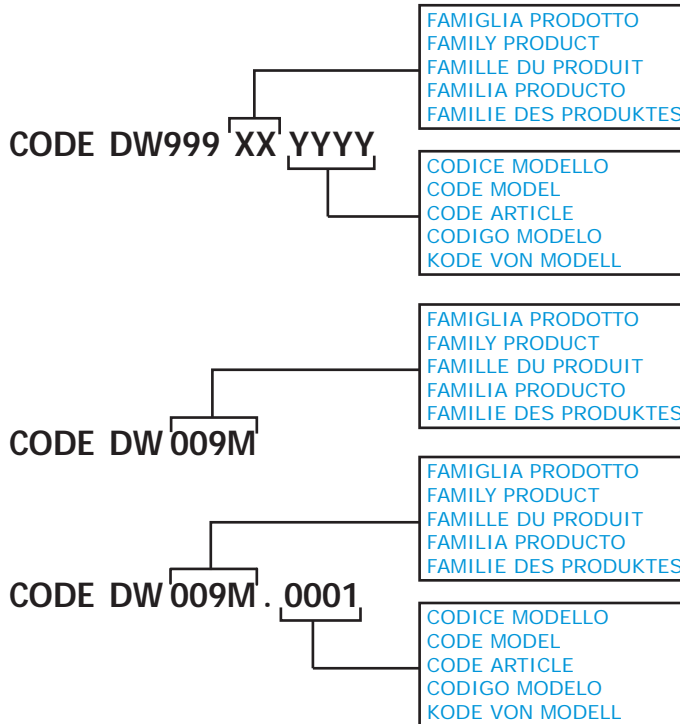 FAMIGLIA PRODOTTO
FAMILY PRODUCT
FAMILLE DU PRODUIT
FAMILIA PRODUCTO
FAMILIE DES PRODUKTES
CODE DW999 XX YYYY
CODICE MODELLO
CODE MODEL
CODE ARTICLE
CODIGO MODELO
KODE VON MODELL
FAMIGLIA PRODOTTO
FAMILY PRODUCT
FAMILLE DU PRODUIT
FAMILIA PRODUCTO
FAMILIE DES PRODUKTES
CODE DW 009M
FAMIGLIA PRODOTTO
FAMILY PRODUCT
FAMILLE DU PRODUIT
FAMILIA PRODUCTO
FAMILIE DES PRODUKTES
CODE DW 009M . 0001
CODICE MODELLO
CODE MODEL
CODE ARTICLE
CODIGO MODELO
KODE VON MODELL